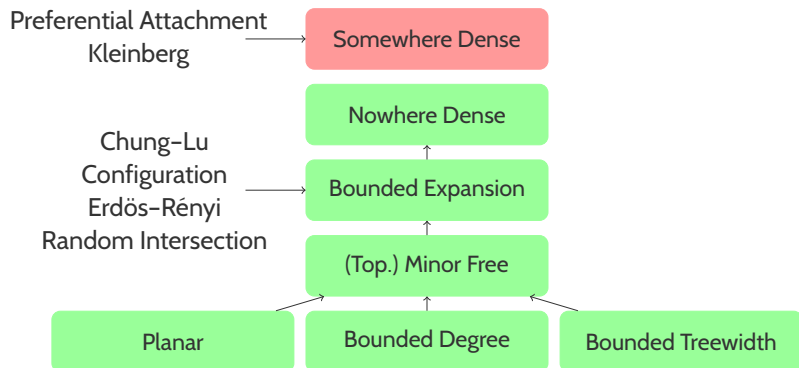 Preferential Attachment
Kleinberg
Somewhere Dense
Nowhere Dense
Chung–Lu
Configuration
Erdös–Rényi
Random Intersection
Bounded Expansion
(Top.) Minor Free
Planar
Bounded Degree
Bounded Treewidth